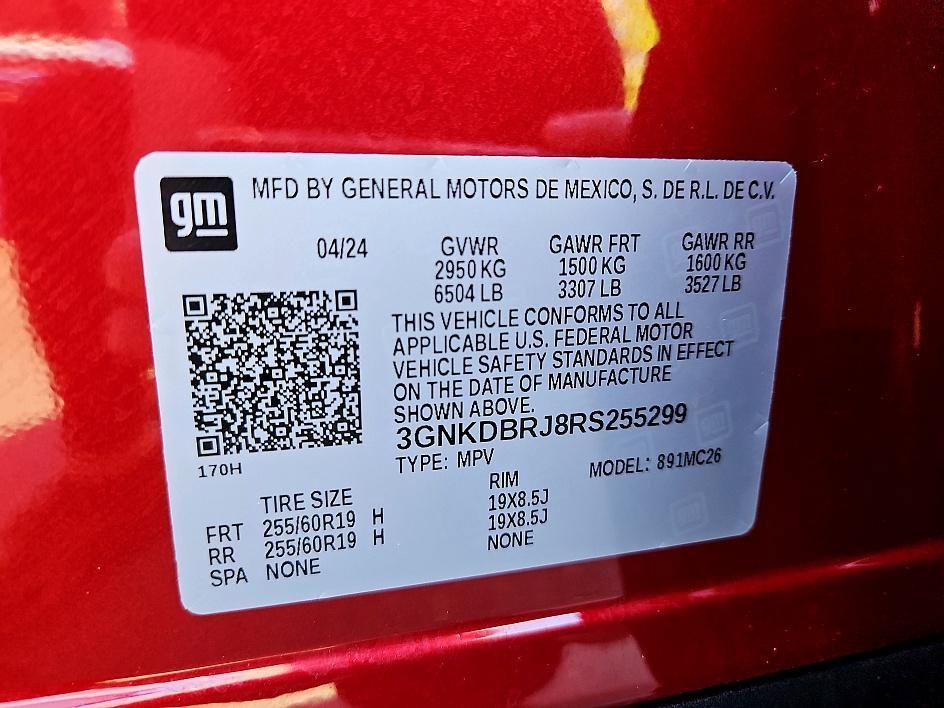 gm
MFD BY GENERAL MOTORS DE MEXICO, S. DE R.L. DE C.V.
04/24 GVWR GAWR FRT GAWR RR
2950 KG 1500 KG 1600 KG
6504 LB 3307 LB 3527 LB
THIS VEHICLE CONFORMS TO ALL
APPLICABLE U.S. FEDERAL MOTOR
VEHICLE SAFETY STANDARDS IN EFFECT
ON THE DATE OF MANUFACTURE
SHOWN ABOVE.
3GNKDBRJ8RS255299
170H TYPE: MPV MODEL: 891MC26
TIRE SIZE RIM
FRT 255/60R19 H 19X8.5J
RR 255/60R19 H 19X8.5J
SPA NONE NONE